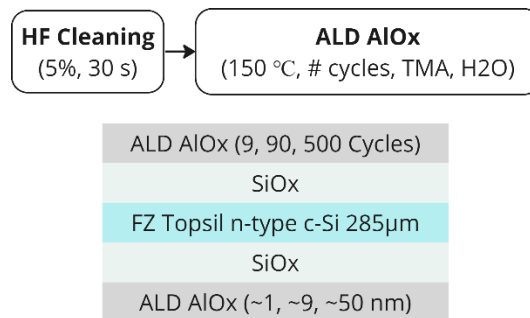 HF Cleaning
(5%, 30 s)
ALD AlOx
(150 ℃, # cycles, TMA, H2O)
ALD AlOx (9, 90, 500 Cycles)
SiOx
FZ Topsil n-type c-Si 285μm
SiOx
ALD AlOx (~1, ~9, ~50 nm)